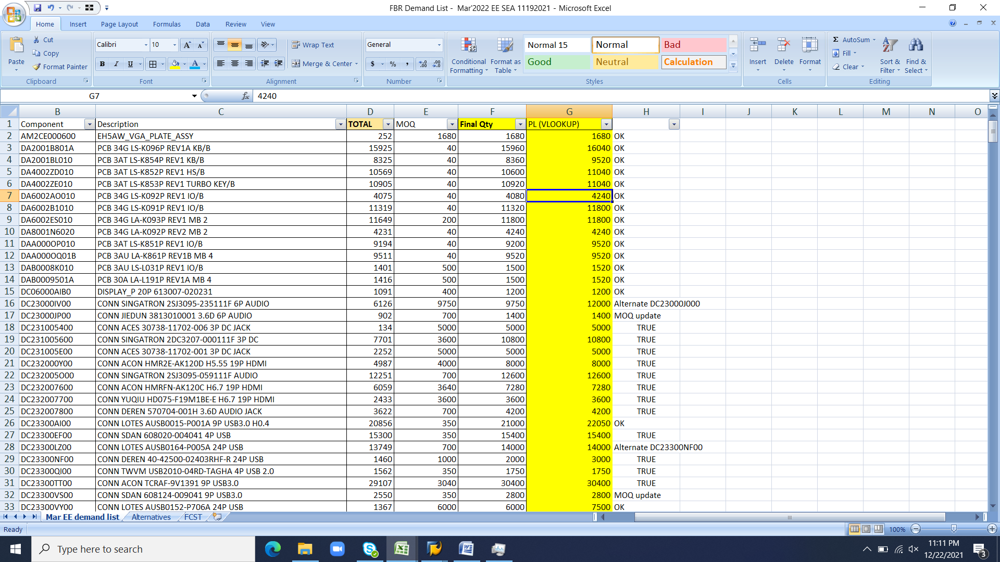 FBR Demand List -  Mar'2022 EE SEA 11192021 - Microsoft Excel
Home Insert Page Layout Formulas Data Review View
Paste Cut Copy Format Painter Clipboard
Calibri 10 B I U Font
Wrap Text Merge & Center Alignment
General $ % , Number
Conditional Formatting Format as Table
Normal 15 Normal Bad
Good Neutral Calculation
Styles
Insert Delete Format Cells
AutoSum Fill Clear Sort & Filter Find & Select Editing
G7 fx 4240
B C D E F G H I J K L M N O
1 Component Description TOTAL MOQ Final Qty PL (VLOOKUP)
2 AM2CE000600 EH5AW_VGA_PLATE_ASSY 252 1680 1680 1680 OK
3 DA2001B801A PCB 34G LS-K096P REV1A KB/B 15925 40 15960 16040 OK
4 DA2001BL010 PCB 3AT LS-K854P REV1 KB/B 8325 40 8360 9520 OK
5 DA4002ZD010 PCB 3AT LS-K852P REV1 HS/B 10569 40 10600 11040 OK
6 DA4002ZE010 PCB 3AT LS-K853P REV1 TURBO KEY/B 10905 40 10920 11040 OK
7 DA6002AO010 PCB 34G LS-K092P REV1 IO/B 4075 40 4080 4240 OK
8 DA6002B1010 PCB 34G LS-K091P REV1 IO/B 11319 40 11320 11800 OK
9 DA6002ES010 PCB 34G LA-K093P REV1 MB 2 11649 200 11800 11800 OK
10 DA8001N6020 PCB 34G LA-K092P REV2 MB 2 4231 40 4240 4240 OK
11 DAA000OP010 PCB 3AT LS-K851P REV1 IO/B 9194 40 9200 9520 OK
12 DAA000OQ01B PCB 3AU LA-K861P REV1B MB 4 9511 40 9520 9520 OK
13 DAB0008K010 PCB 3AU LS-L031P REV1 IO/B 1401 500 1500 1520 OK
14 DAB0009501A PCB 30A LA-L191P REV1A MB 4 1416 500 1500 1520 OK
15 DC06000AIB0 DISPLAY_P 20P 613007-020231 1091 400 1200 1200 OK
16 DC23000IV00 CONN SINGATRON 2SJ3095-235111F 6P AUDIO 6126 9750 9750 12000 Alternate DC23000J000
17 DC23000JP00 CONN JIEDUN 3813010001 3.6D 6P AUDIO 902 700 1400 1400 MOQ update
18 DC231005400 CONN ACES 30738-11702-006 3P DC JACK 134 5000 5000 5000 TRUE
19 DC231005600 CONN SINGATRON 2DC3207-000111F 3P DC 7701 3600 10800 10800 TRUE
20 DC231005E00 CONN ACES 30738-11702-001 3P DC JACK 2252 5000 5000 5000 TRUE
21 DC232000Y00 CONN ACON HMR2E-AK120D H5.55 19P HDMI 4987 4000 8000 8000 TRUE
22 DC232005O00 CONN SINGATRON 2SJ3095-059111F AUDIO 12251 700 12600 12600 TRUE
23 DC232007600 CONN ACON HMRFN-AK120C H6.7 19P HDMI 6059 3640 7280 7280 TRUE
24 DC232007700 CONN YUQIU HD075-F19M1BE-E H6.7 19P HDMI 2433 3600 3600 3600 TRUE
25 DC232007800 CONN DEREN 570704-001H 3.6D AUDIO JACK 3622 700 4200 4200 TRUE
26 DC23300AI00 CONN LOTES AUSB0015-P001A 9P USB3.0 H0.4 20856 350 21000 22050 OK
27 DC23300EF00 CONN SDAN 608020-004041 4P USB 15300 350 15400 15400 TRUE
28 DC23300LZ00 CONN LOTES AUSB0164-P005A 24P USB 13749 700 14000 14000 Alternate DC23300NF00
29 DC23300NF00 CONN DEREN 40-42500-02403RHF-R 24P USB 1460 1000 2000 3000 TRUE
30 DC23300QI00 CONN TWVM USB2010-04RD-TAGHA 4P USB 2.0 1562 350 1750 1750 TRUE
31 DC23300TT00 CONN ACON TCRAF-9V1391 9P USB3.0 29107 3040 30400 30400 TRUE
32 DC23300VS00 CONN SDAN 608124-009041 9P USB3.0 2550 350 2800 2800 MOQ update
33 DC23300VY00 CONN LOTES AUSB0152-P706A 24P USB 1367 6000 6000 7500 OK
Mar EE demand list Alternatives FCST
Ready 100%
Type here to search
11:11 PM
12/22/2021
3